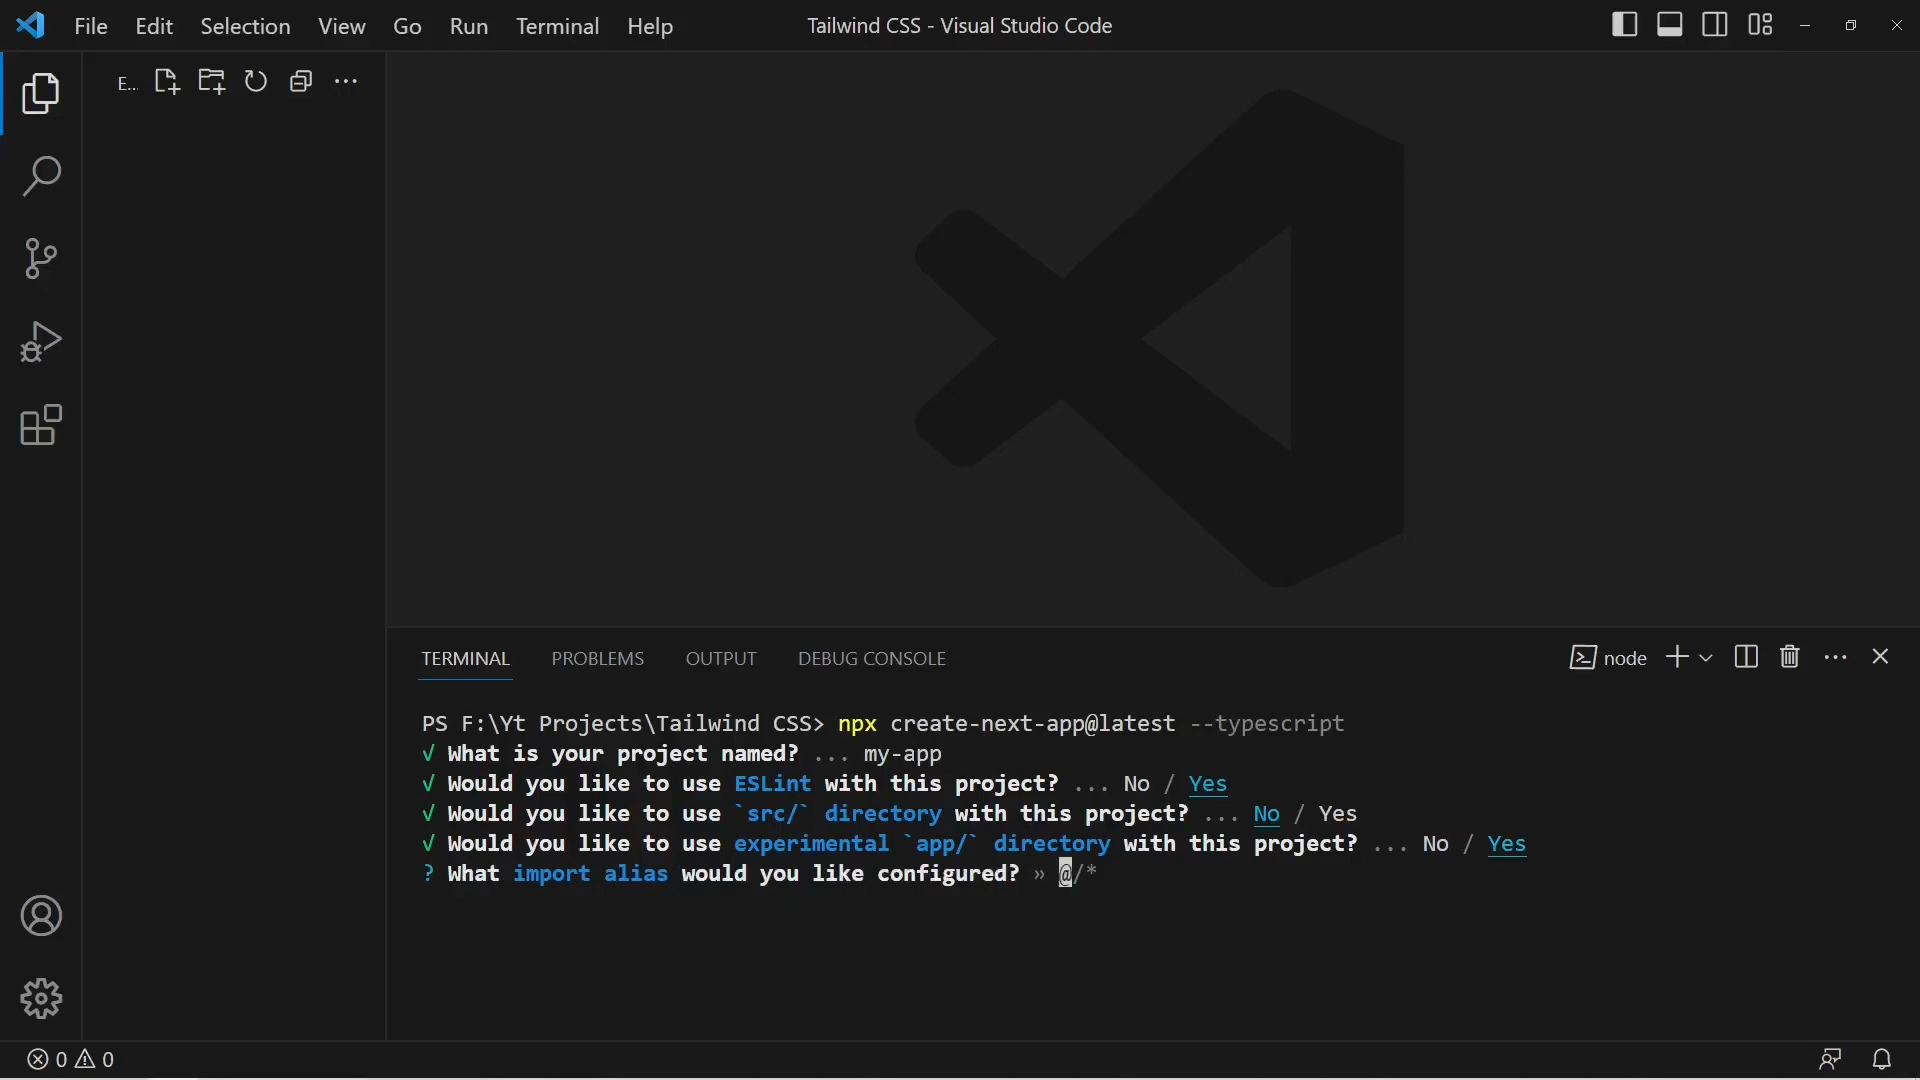 File Edit Selection View Go Run Terminal Help Tailwind CSS - Visual Studio Code
E...
TERMINAL PROBLEMS OUTPUT DEBUG CONSOLE node
PS F:\Yt Projects\Tailwind CSS> npx create-next-app@latest --typescript
√ What is your project named? ... my-app
√ Would you like to use ESLint with this project? ... No / Yes
√ Would you like to use `src/` directory with this project? ... No / Yes
√ Would you like to use experimental `app/` directory with this project? ... No / Yes
? What import alias would you like configured? » @/*
0 0